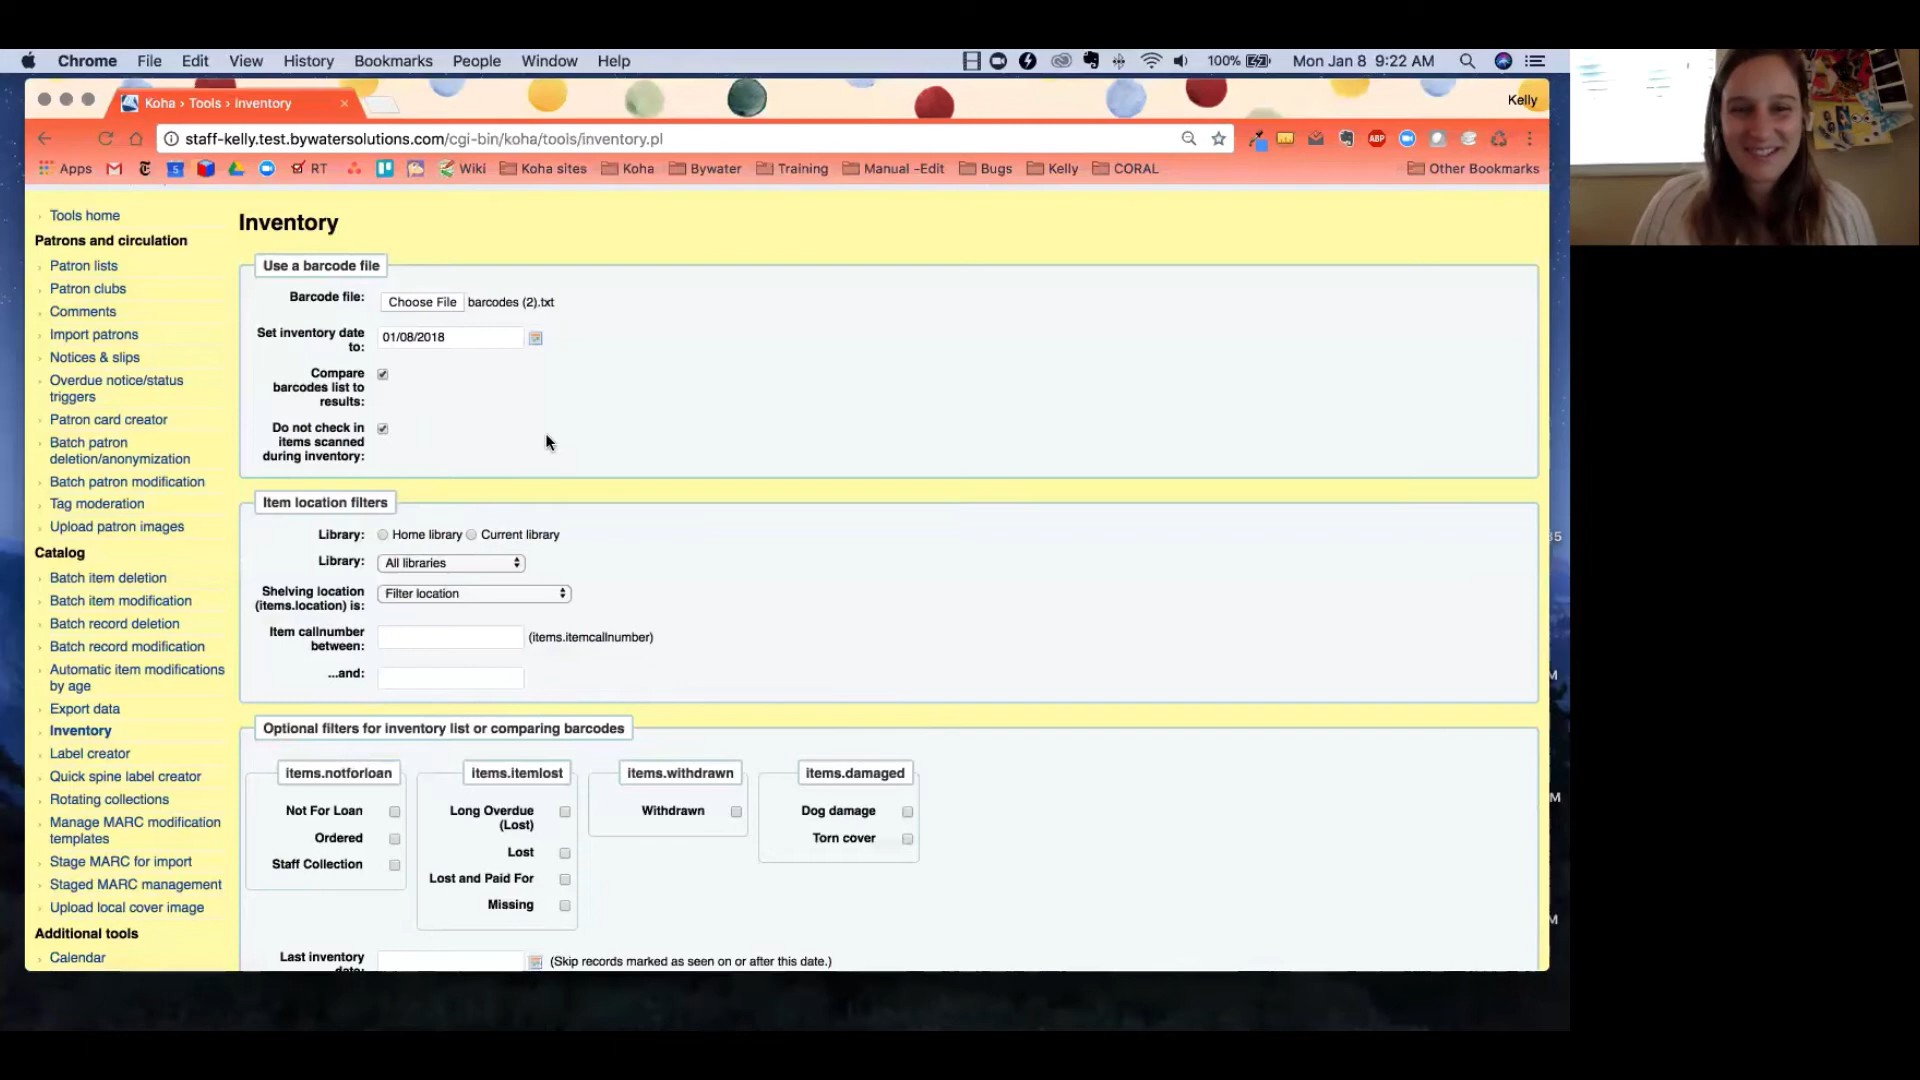 Chrome File Edit View History Bookmarks People Window Help 100% Mon Jan 8 9:22 AM
Koha › Tools › Inventory × Kelly
staff-kelly.test.bywatersolutions.com/cgi-bin/koha/tools/inventory.pl ABP
Apps RT Wiki Koha sites Koha Bywater Training Manual -Edit Bugs Kelly CORAL Other Bookmarks
Tools home
Patrons and circulation
Patron lists
Patron clubs
Comments
Import patrons
Notices & slips
Overdue notice/status
triggers
Patron card creator
Batch patron
deletion/anonymization
Batch patron modification
Tag moderation
Upload patron images
Catalog
Batch item deletion
Batch item modification
Batch record deletion
Batch record modification
Automatic item modifications
by age
Export data
Inventory
Label creator
Quick spine label creator
Rotating collections
Manage MARC modification
templates
Stage MARC for import
Staged MARC management
Upload local cover image
Additional tools
Calendar
Inventory
Use a barcode file
Barcode file: Choose File barcodes (2).txt
Set inventory date
to: 01/08/2018
Compare
barcodes list to
results:
Do not check in
items scanned
during inventory:
Item location filters
Library: Home library Current library
Library: All libraries
Shelving location
(items.location) is: Filter location
Item callnumber
between: (items.itemcallnumber)
...and:
Optional filters for inventory list or comparing barcodes
items.notforloan
Not For Loan
Ordered
Staff Collection
items.itemlost
Long Overdue
(Lost)
Lost
Lost and Paid For
Missing
items.withdrawn
Withdrawn
items.damaged
Dog damage
Torn cover
Last inventory
date: (Skip records marked as seen on or after this date.)